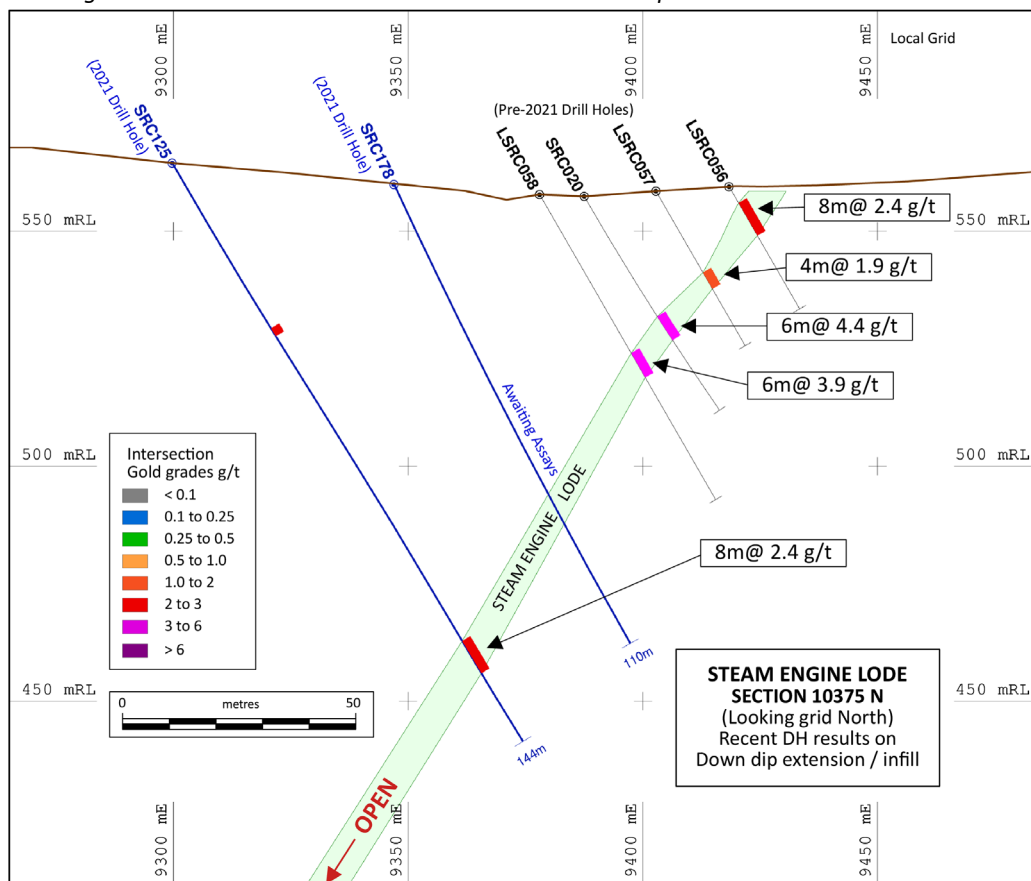 9300 mE
9350 mE
9400 mE
9450 mE
Local Grid
(2021 Drill Hole)
SRC125
(2021 Drill Hole)
SRC178
(Pre-2021 Drill Holes)
LSRC058
SRC020
LSRC057
LSRC056
550 mRL
550 mRL
8m@ 2.4 g/t
4m@ 1.9 g/t
6m@ 4.4 g/t
6m@ 3.9 g/t
Awaiting Assays
500 mRL
500 mRL
Intersection
Gold grades g/t
< 0.1
0.1 to 0.25
0.25 to 0.5
0.5 to 1.0
1.0 to 2
2 to 3
3 to 6
> 6
STEAM ENGINE LODE
8m@ 2.4 g/t
110m
450 mRL
450 mRL
0 metres 50
144m
STEAM ENGINE LODE
SECTION 10375 N
(Looking grid North)
Recent DH results on
Down dip extension / infill
OPEN
9300 mE
9350 mE
9400 mE
9450 mE